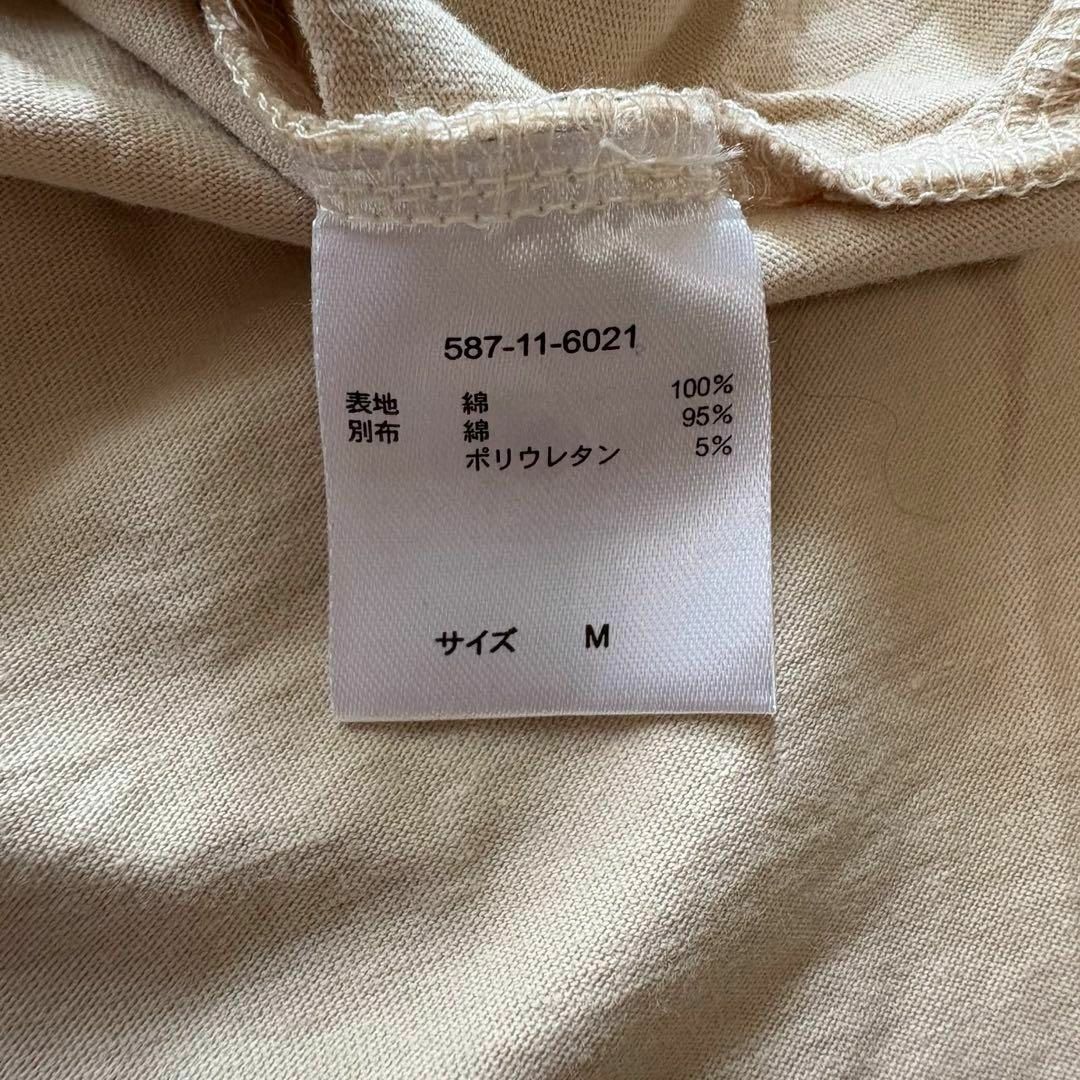 587-11-6021
表地 綿 100%
別布 綿 95%
ポリウレタン 5%
サイズ M